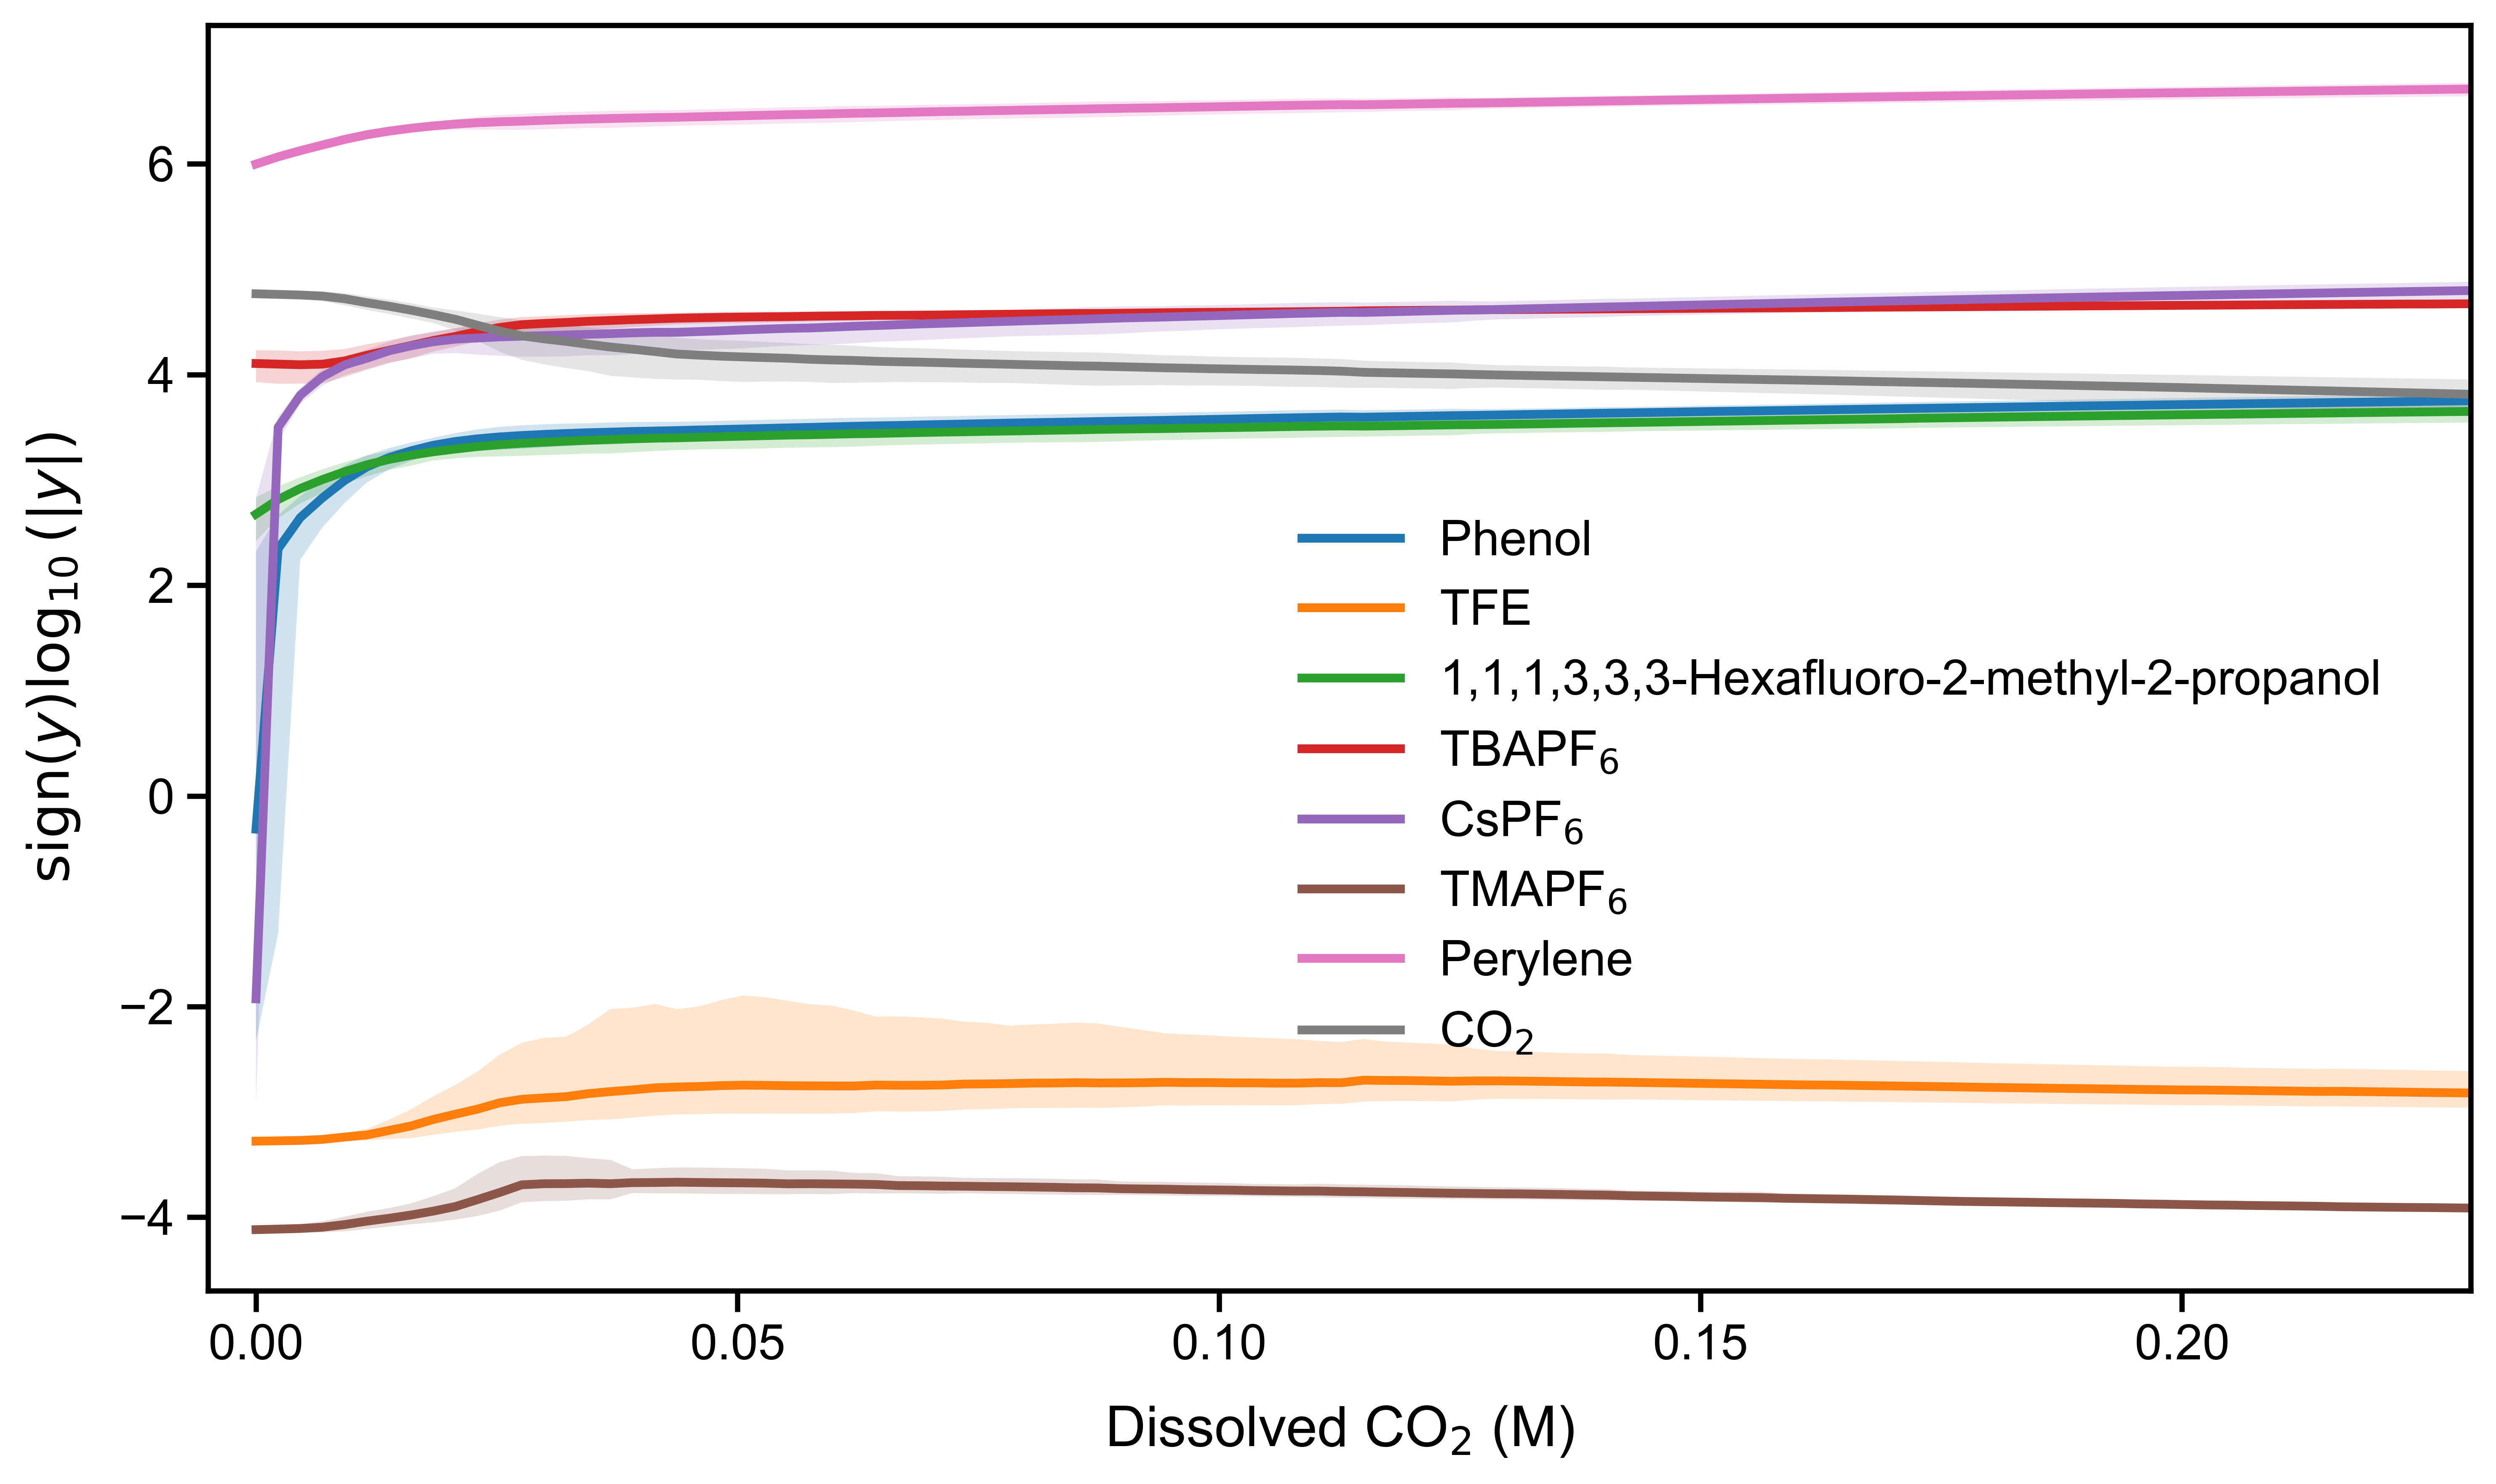 sign(y)log₁₀(|y|)
6
4
2
0
−2
−4
Phenol
TFE
1,1,1,3,3,3-Hexafluoro-2-methyl-2-propanol
TBAPF₆
CsPF₆
TMAPF₆
Perylene
CO₂
0.00 0.05 0.10 0.15 0.20
Dissolved CO₂ (M)